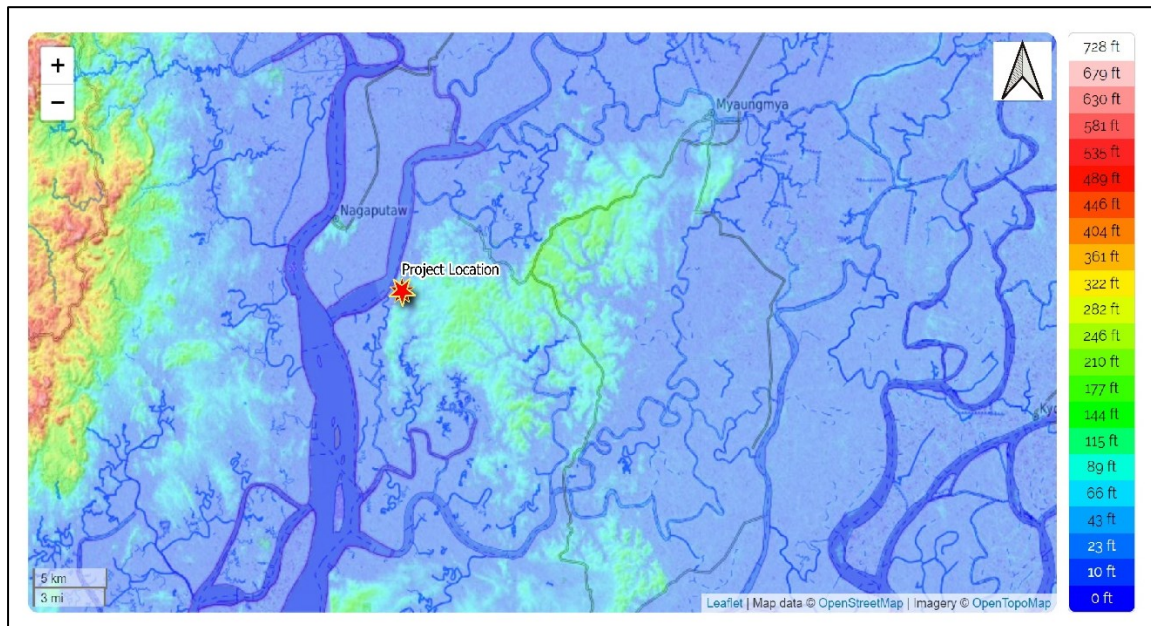 +
−
Myaungmya
Nagaputaw
Project Location
5 km
3 mi
Leaflet | Map data © OpenStreetMap | Imagery © OpenTopoMap
728 ft
679 ft
630 ft
581 ft
535 ft
489 ft
446 ft
404 ft
361 ft
322 ft
282 ft
246 ft
210 ft
177 ft
144 ft
115 ft
89 ft
66 ft
43 ft
23 ft
10 ft
0 ft